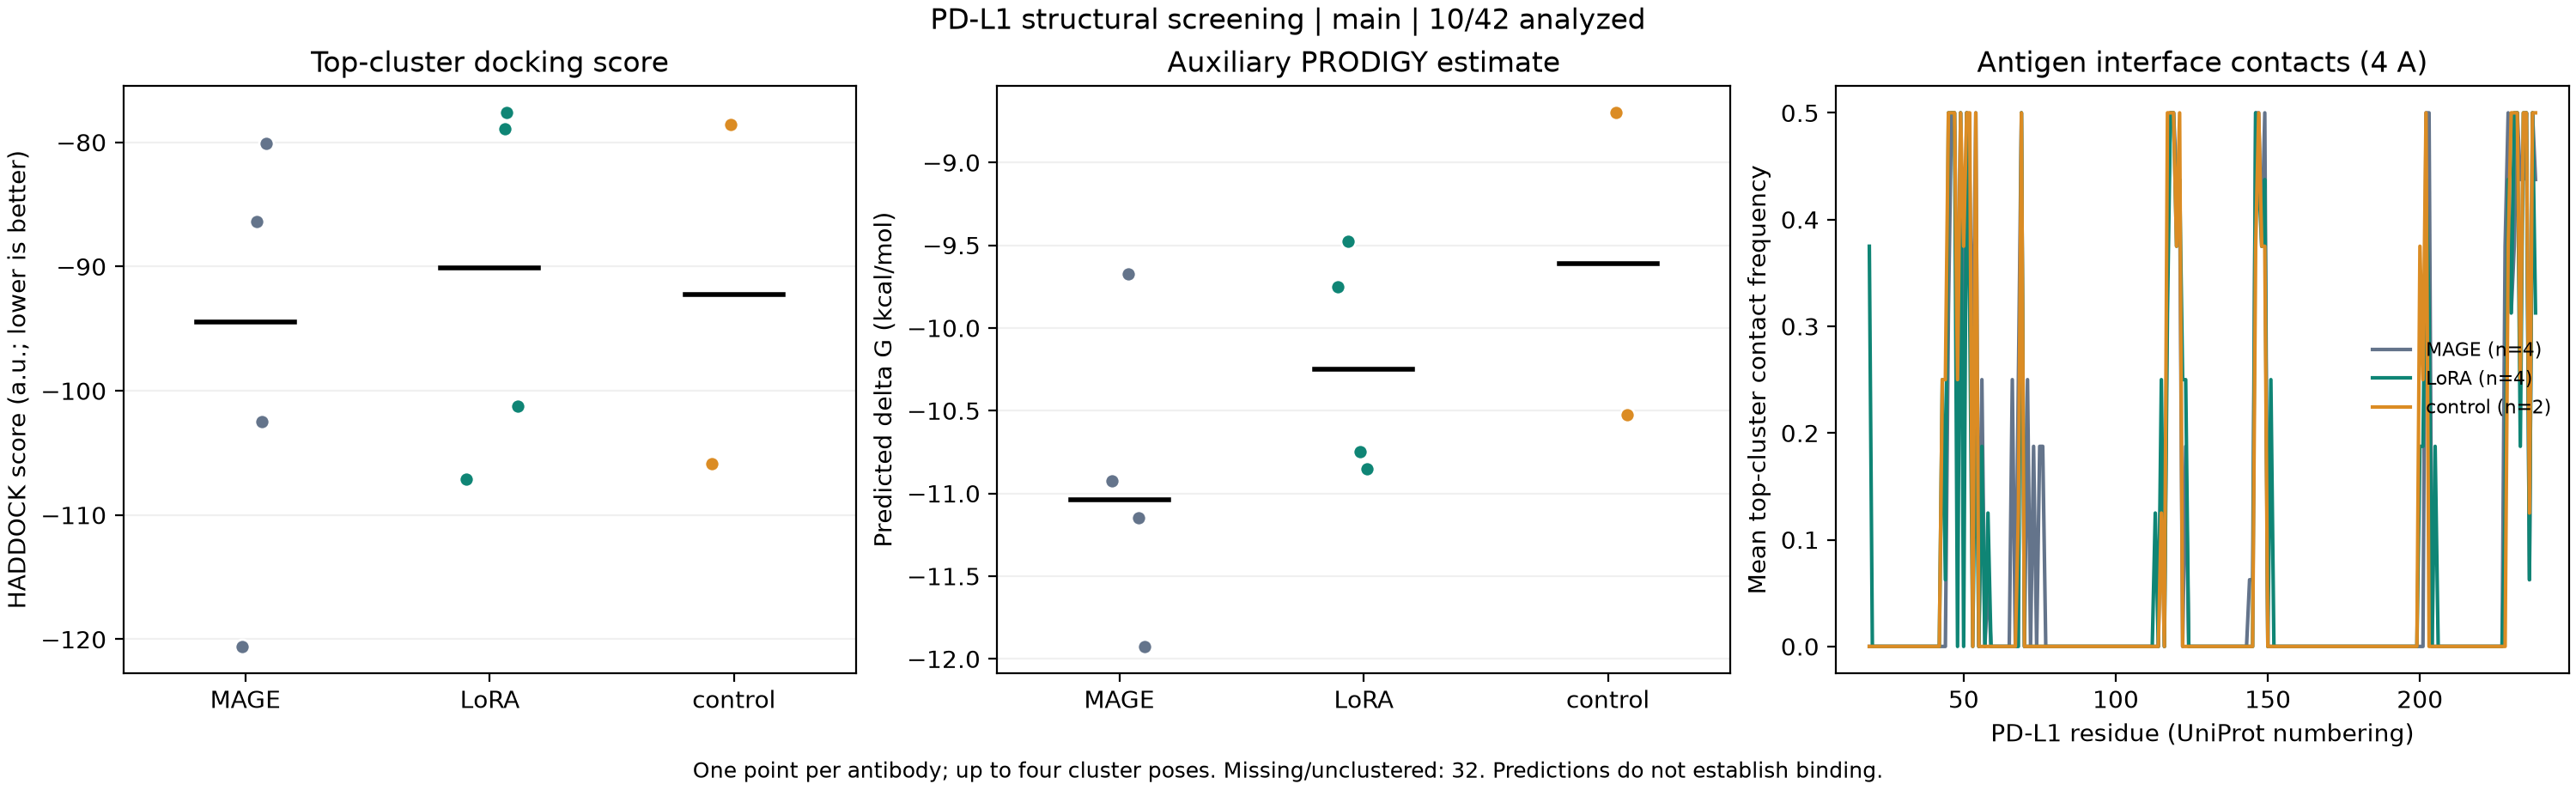 PD-L1 structural screening | main | 10/42 analyzed
Top-cluster docking score
HADDOCK score (a.u.; lower is better)
−80
−90
−100
−110
−120
MAGE
LoRA
control
Auxiliary PRODIGY estimate
Predicted delta G (kcal/mol)
−9.0
−9.5
−10.0
−10.5
−11.0
−11.5
−12.0
MAGE
LoRA
control
Antigen interface contacts (4 A)
Mean top-cluster contact frequency
0.5
0.4
0.3
0.2
0.1
0.0
MAGE (n=4)
LoRA (n=4)
control (n=2)
50
100
150
200
PD-L1 residue (UniProt numbering)
One point per antibody; up to four cluster poses. Missing/unclustered: 32. Predictions do not establish binding.